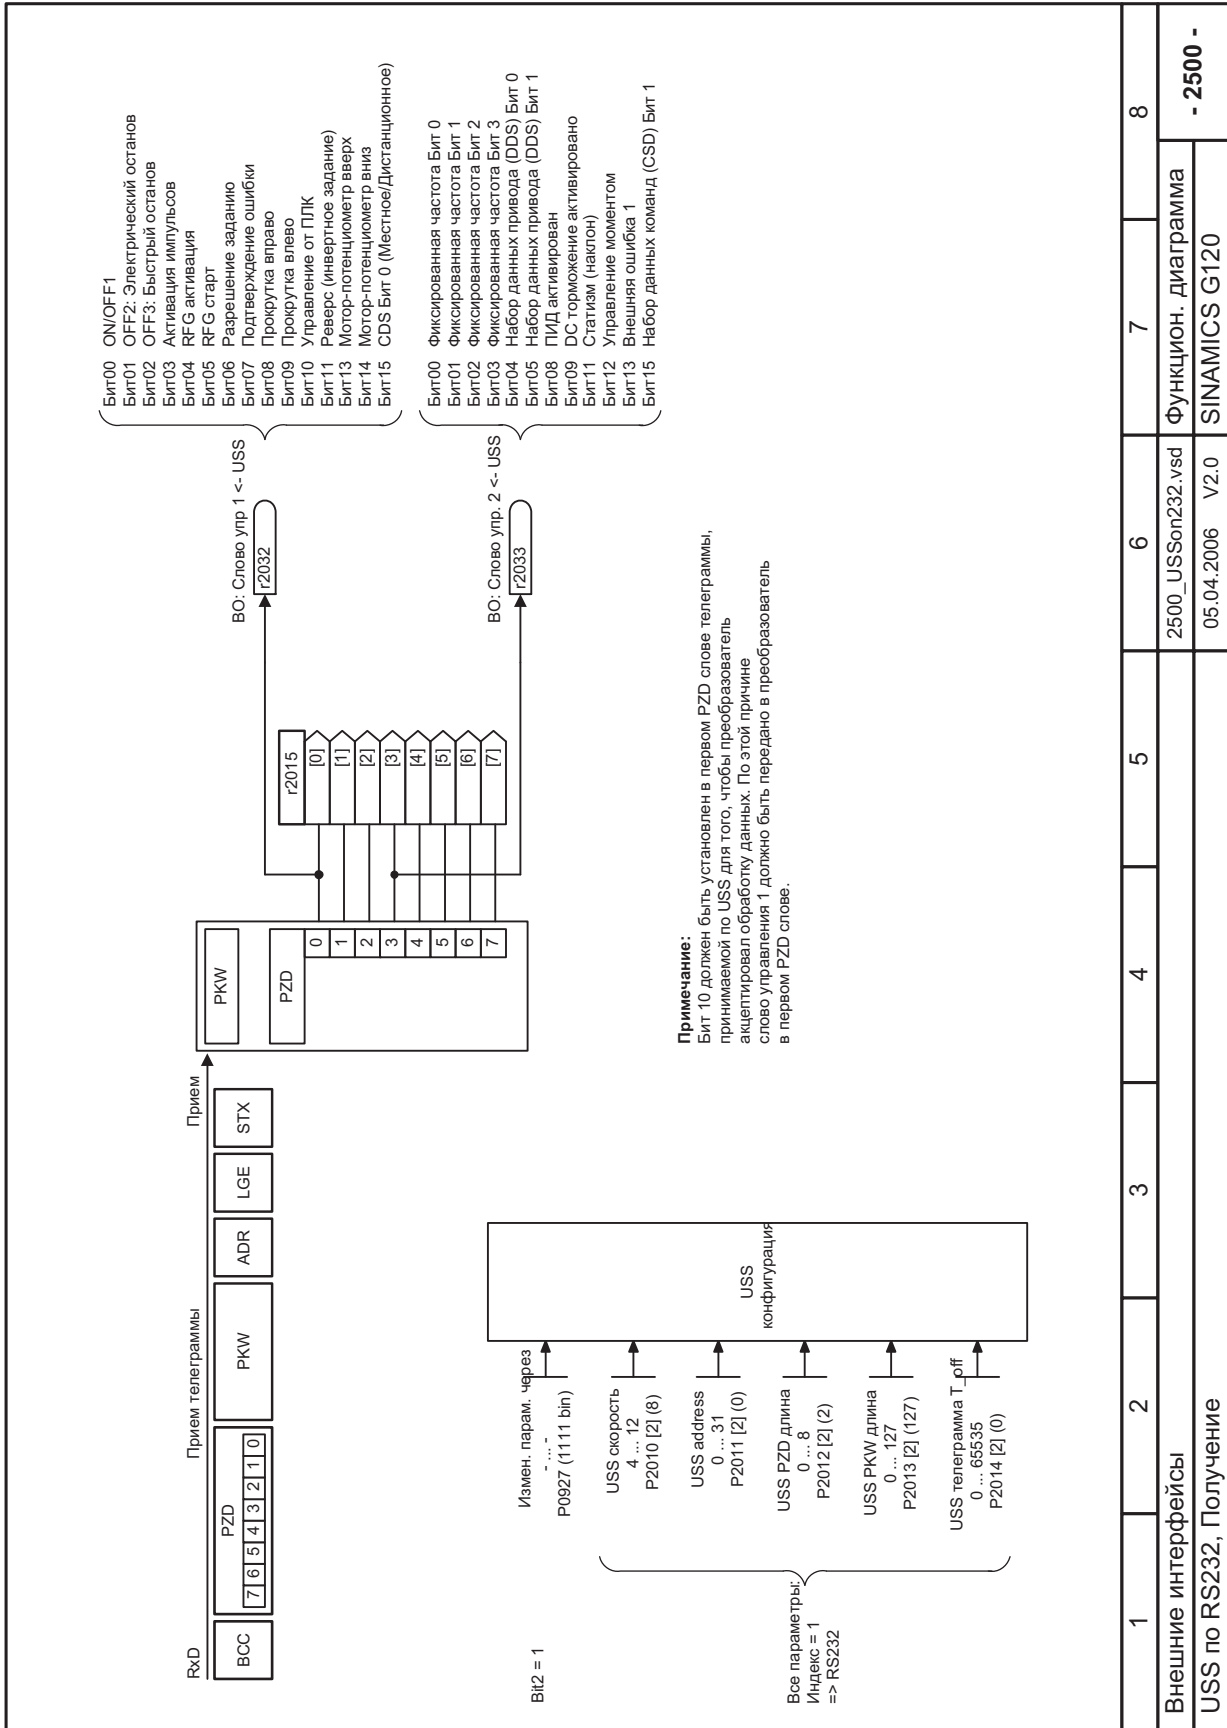 RxD
Прием телеграммы
Прием
BCC
PZD
7 6 5 4 3 2 1 0
PKW
ADR
LGE
STX
PKW
PZD
0
1
2
3
4
5
6
7
r2015
[0]
[1]
[2]
[3]
[4]
[5]
[6]
[7]
BO: Слово упр 1 <- USS
r2032
Бит00 ON/OFF1
Бит01 OFF2: Электрический останов
Бит02 OFF3: Быстрый останов
Бит03 Активация импульсов
Бит04 RFG активация
Бит05 RFG старт
Бит06 Разрешение заданию
Бит07 Подтверждение ошибки
Бит08 Прокрутка вправо
Бит09 Прокрутка влево
Бит10 Управление от ПЛК
Бит11 Реверс (инвертное задание)
Бит13 Мотор-потенциометр вверх
Бит14 Мотор-потенциометр вниз
Бит15 CDS Бит 0 (Местное/Дистанционное)
BO: Слово упр. 2 <- USS
r2033
Бит00 Фиксированная частота Бит 0
Бит01 Фиксированная частота Бит 1
Бит02 Фиксированная частота Бит 2
Бит03 Фиксированная частота Бит 3
Бит04 Набор данных привода (DDS) Бит 0
Бит05 Набор данных привода (DDS) Бит 1
Бит08 ПИД активирован
Бит09 DC торможение активировано
Бит11 Статизм (наклон)
Бит12 Управление моментом
Бит13 Внешняя ошибка 1
Бит15 Набор данных команд (CSD) Бит 1
Bit2 = 1
Измен. парам. через
- ... -
P0927 (1111 bin)
USS скорость
4 ... 12
P2010 [2] (8)
USS address
0 ... 31
P2011 [2] (0)
USS PZD длина
0 ... 8
P2012 [2] (2)
USS PKW длина
0 ... 127
P2013 [2] (127)
USS телеграмма T_off
0 ... 65535
P2014 [2] (0)
Все параметры:
Индекс = 1
=> RS232
USS
конфигурация
Примечание:
Бит 10 должен быть установлен в первом PZD слове телеграммы,
принимаемой по USS для того, чтобы преобразователь
акцептировал обработку данных. По этой причине
слово управления 1 должно быть передано в преобразователь
в первом PZD слове.
1 2 3 4 5 6 7 8
Внешние интерфейсы
2500_USSon232.vsd
Функцион. диаграмма
- 2500 -
USS по RS232, Получение
05.04.2006 V2.0
SINAMICS G120